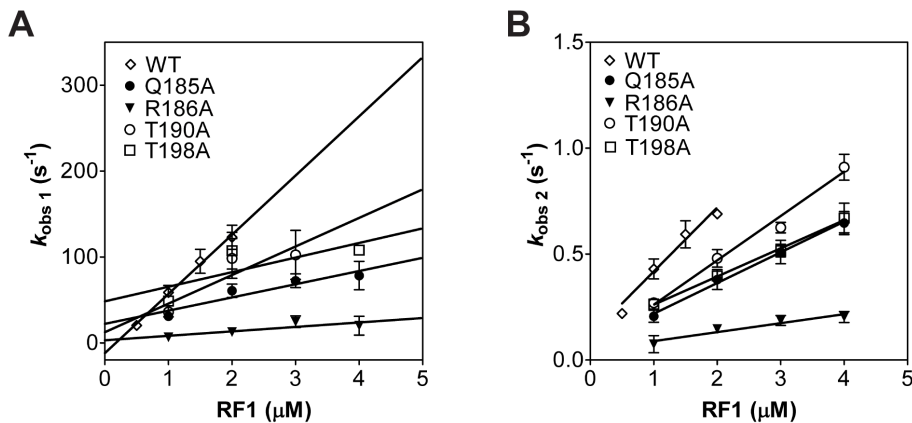 A
B
300
200
100
0
WT
Q185A
R186A
T190A
T198A
k obs 1 (s⁻¹)
0 1 2 3 4 5
RF1 (μM)
1.5
1.0
0.5
0.0
WT
Q185A
R186A
T190A
T198A
k obs 2 (s⁻¹)
0 1 2 3 4 5
RF1 (μM)